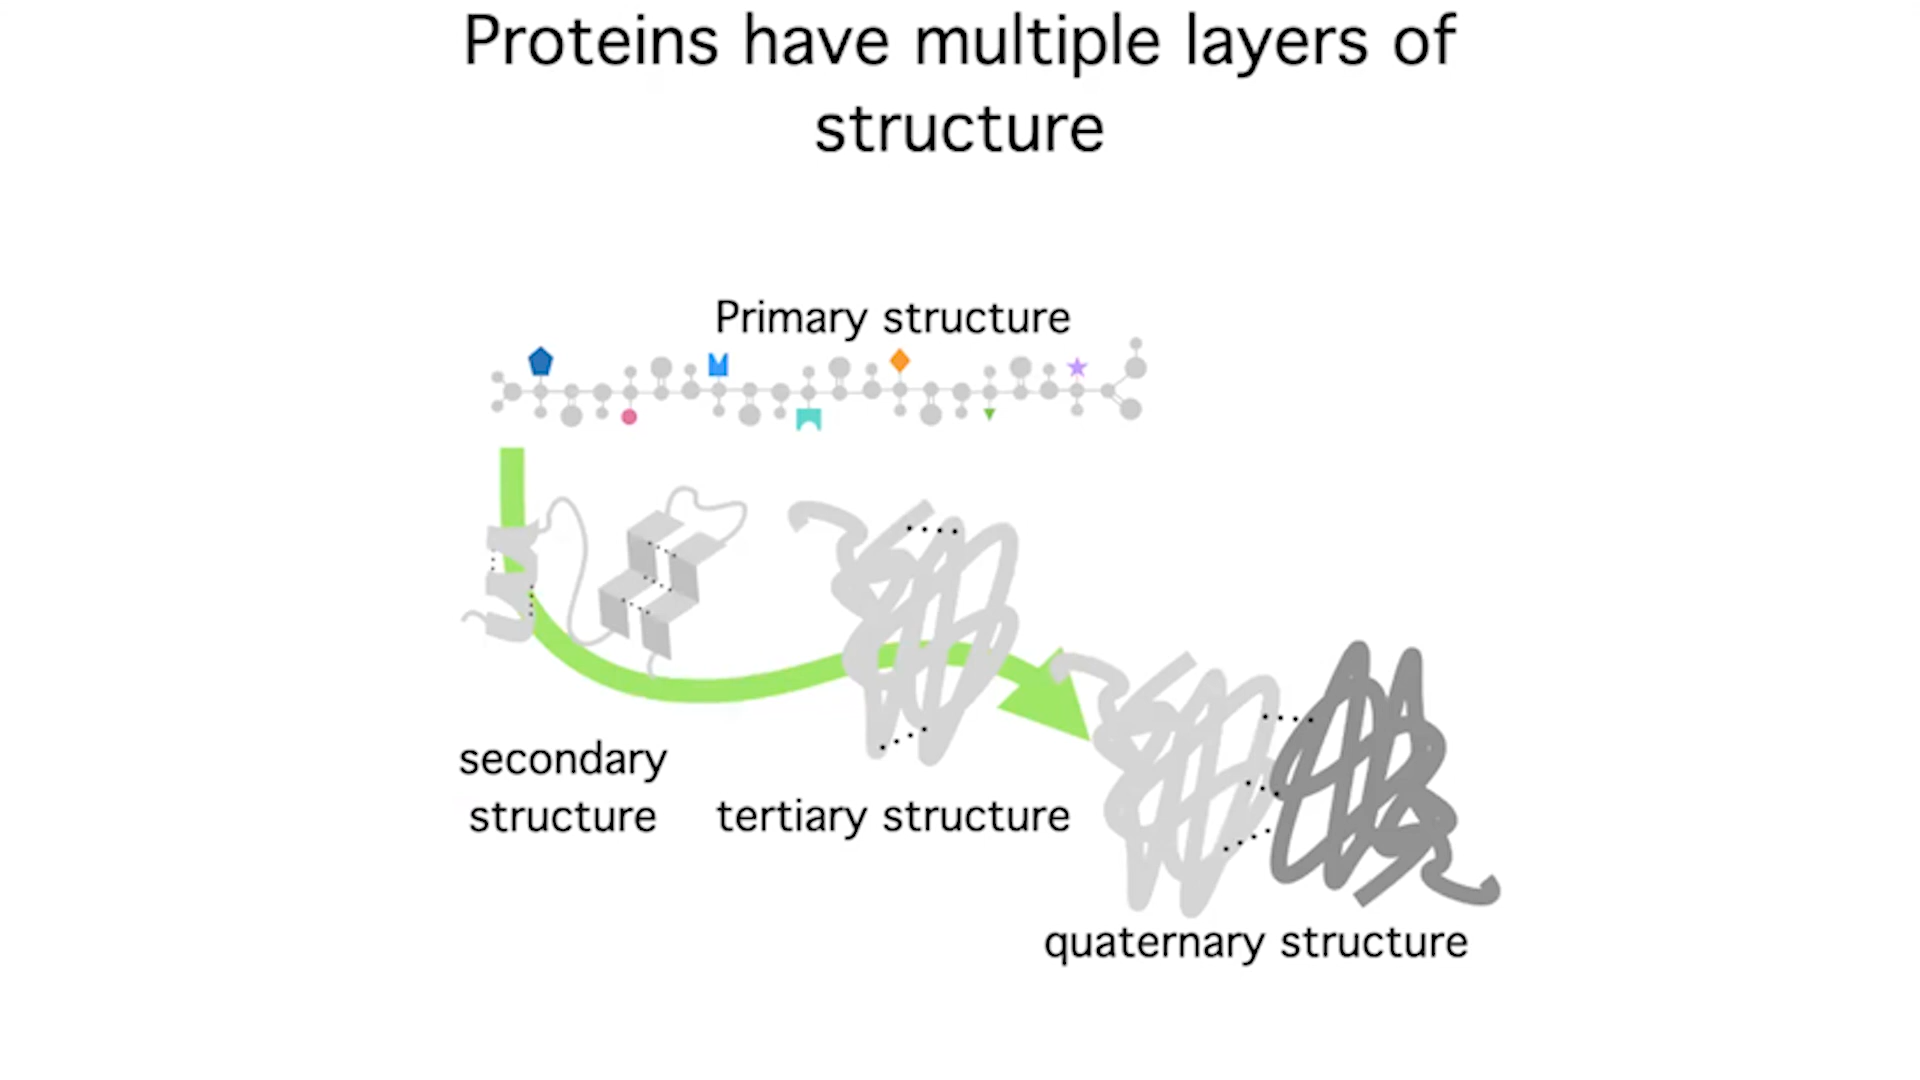 Proteins have multiple layers of
structure
Primary structure
secondary
structure
tertiary structure
quaternary structure